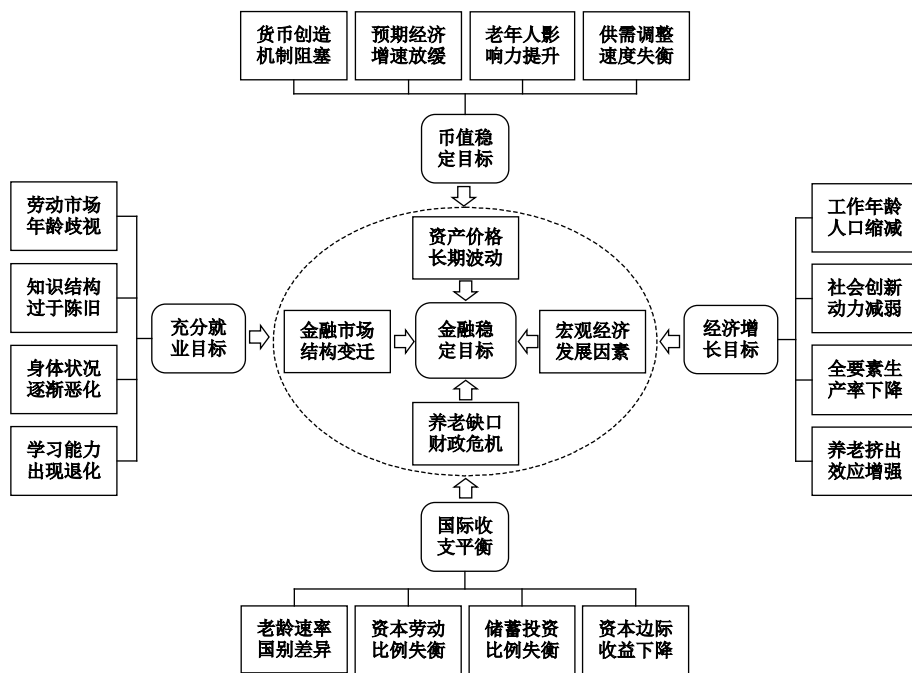 货币创造
机制阻塞
预期经济
增速放缓
老年人影
响力提升
供需调整
速度失衡
币值稳
定目标
劳动市场
年龄歧视
知识结构
过于陈旧
身体状况
逐渐恶化
学习能力
出现退化
充分就
业目标
资产价格
长期波动
金融市场
结构变迁
金融稳
定目标
宏观经济
发展因素
养老缺口
财政危机
经济增
长目标
工作年龄
人口缩减
社会创新
动力减弱
全要素生
产率下降
养老挤出
效应增强
国际收
支平衡
老龄速率
国别差异
资本劳动
比例失衡
储蓄投资
比例失衡
资本边际
收益下降